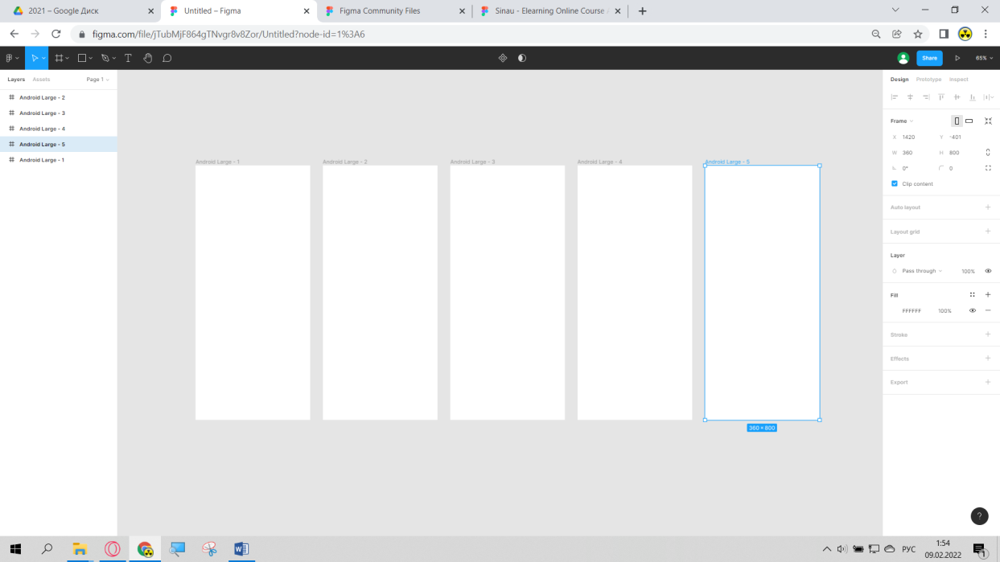 2021 – Google Диск
Untitled – Figma
Figma Community Files
Sinau - Elearning Online Course
figma.com/file/jTubMjF864gTNvgr8v8Zor/Untitled?node-id=1%3A6
Share
65%
Layers
Assets
Page 1
Android Large - 2
Android Large - 3
Android Large - 4
Android Large - 5
Android Large - 1
Android Large - 1
Android Large - 2
Android Large - 3
Android Large - 4
Android Large - 5
360 × 800
Design
Prototype
Inspect
Frame
X 1420 Y -401
W 360 H 800
0° 0
Clip content
Auto layout
Layout grid
Layer
Pass through 100%
Fill
FFFFFF 100%
Stroke
Effects
Export
?
РУС
1:54
09.02.2022
1